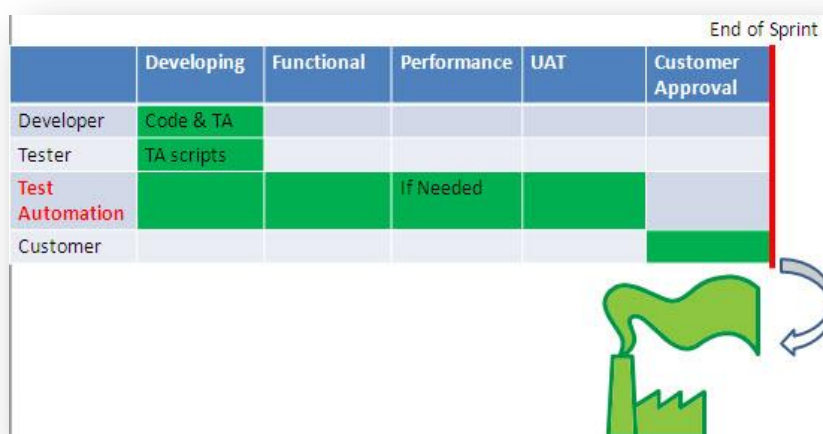 End of Sprint
Developing Functional Performance UAT Customer
Approval
Developer Code & TA
Tester TA scripts
Test If Needed
Automation
Customer